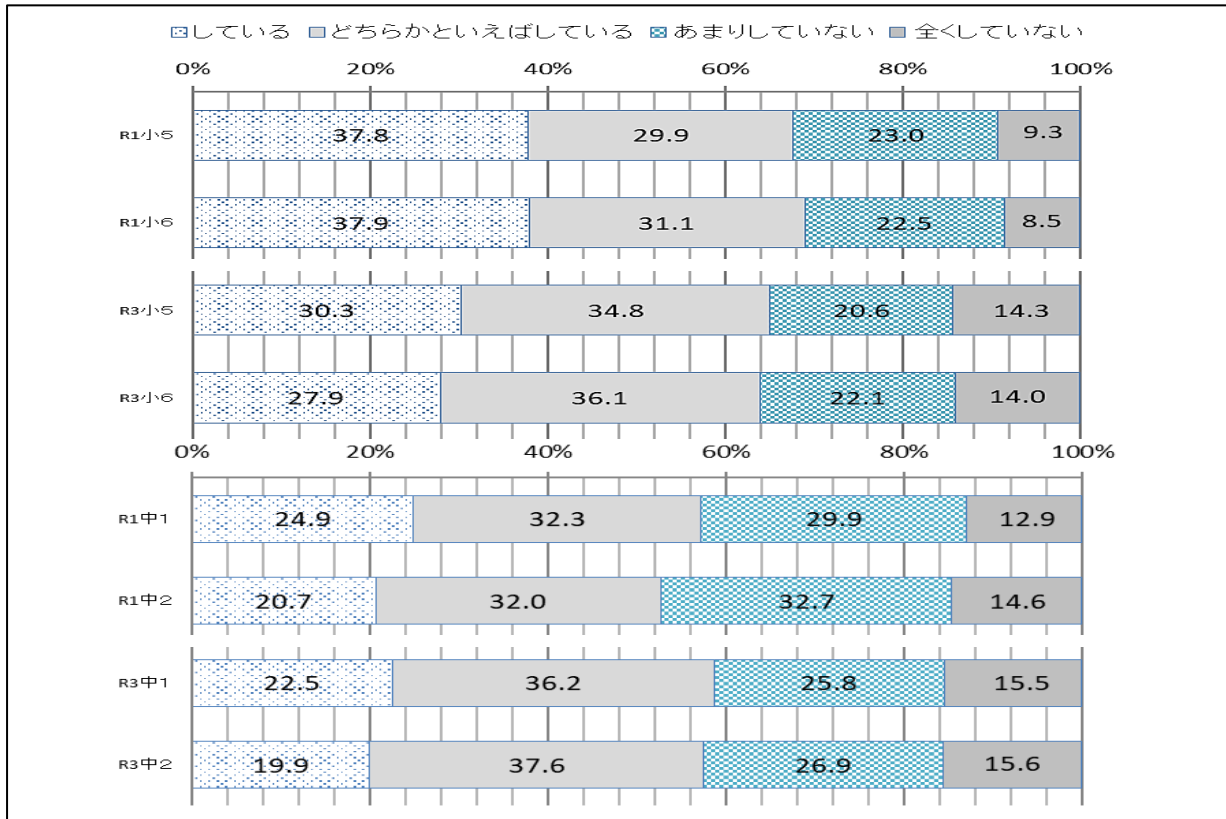 している どちらかといえばしている あまりしていない 全くしていない
0% 20% 40% 60% 80% 100%
R1小5 37.8 29.9 23.0 9.3
R1小6 37.9 31.1 22.5 8.5
R3小5 30.3 34.8 20.6 14.3
R3小6 27.9 36.1 22.1 14.0
0% 20% 40% 60% 80% 100%
R1中1 24.9 32.3 29.9 12.9
R1中2 20.7 32.0 32.7 14.6
R3中1 22.5 36.2 25.8 15.5
R3中2 19.9 37.6 26.9 15.6